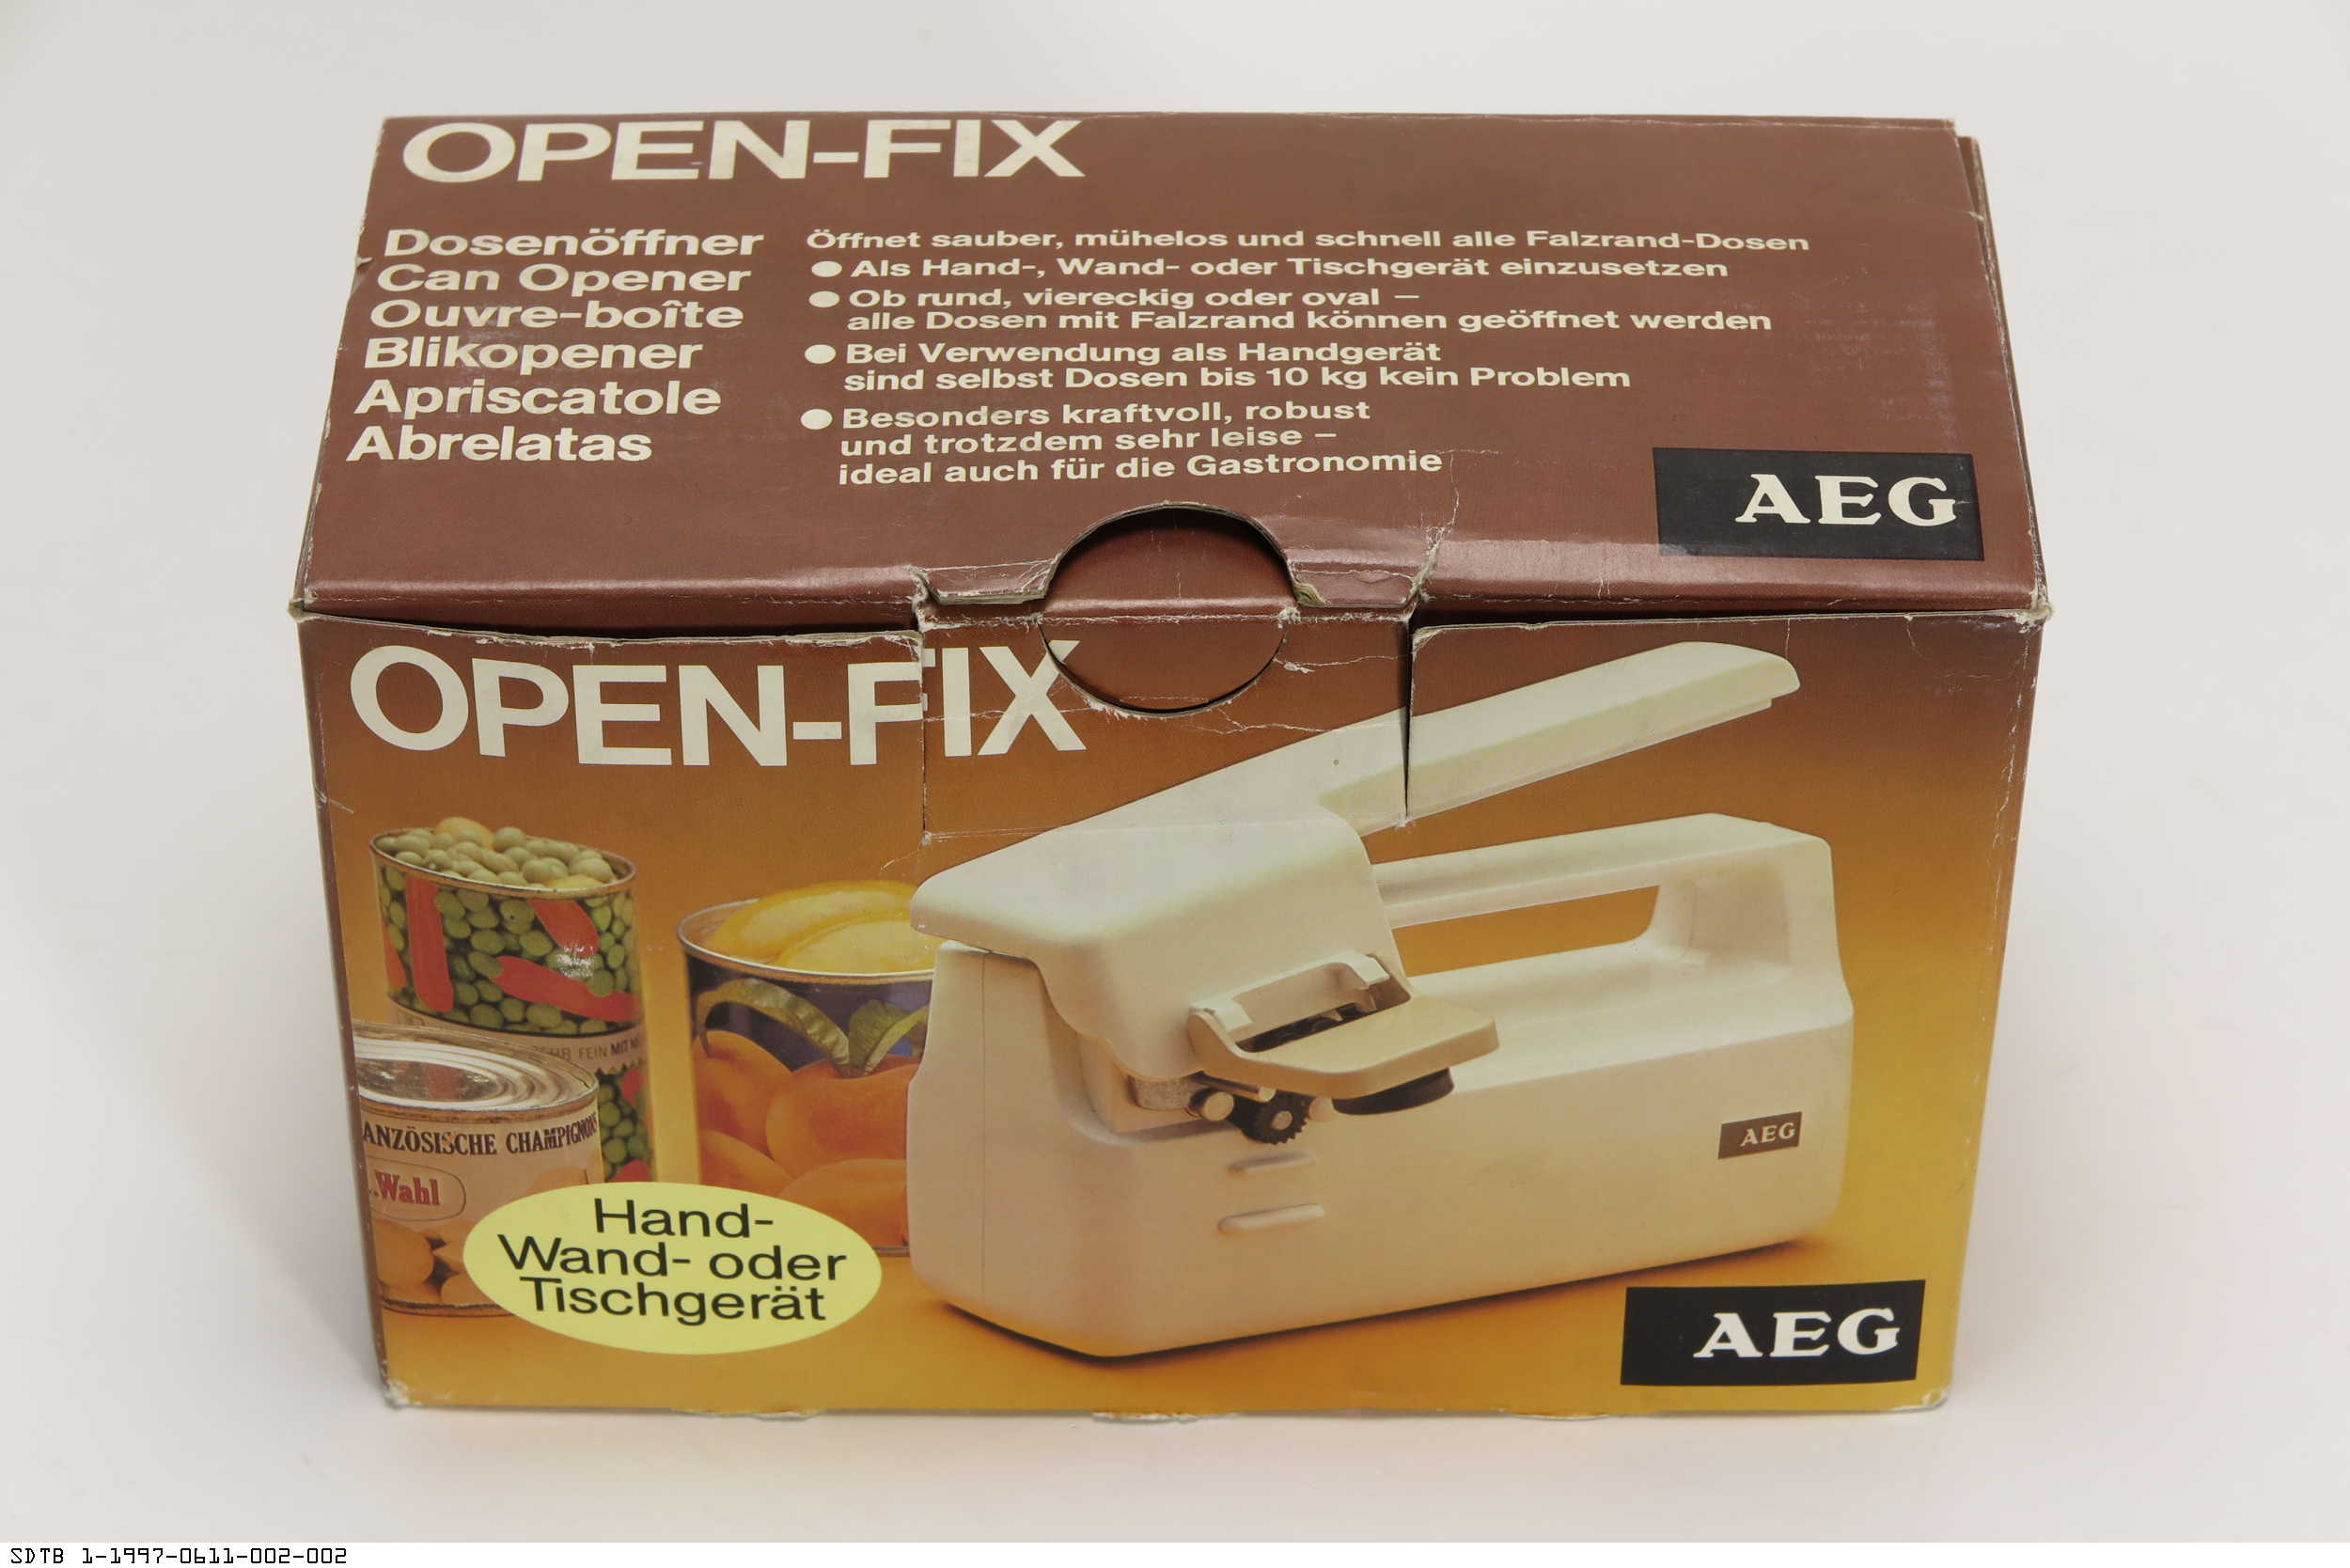 OPEN-FIX
Dosenöffner
Can Opener
Ouvre-boîte
Blikopener
Apriscatole
Abrelatas
Öffnet sauber, mühelos und schnell alle Falzrand-Dosen
● Als Hand-, Wand- oder Tischgerät einzusetzen
● Ob rund, viereckig oder oval –
alle Dosen mit Falzrand können geöffnet werden
● Bei Verwendung als Handgerät
sind selbst Dosen bis 10 kg kein Problem
● Besonders kraftvoll, robust
und trotzdem sehr leise –
ideal auch für die Gastronomie
AEG
OPEN-FIX
FEIN MIT
ANZÖSISCHE CHAMPIGNONS
Wahl
AEG
Hand-
Wand- oder
Tischgerät
AEG
SDTB 1-1997-0611-002-002